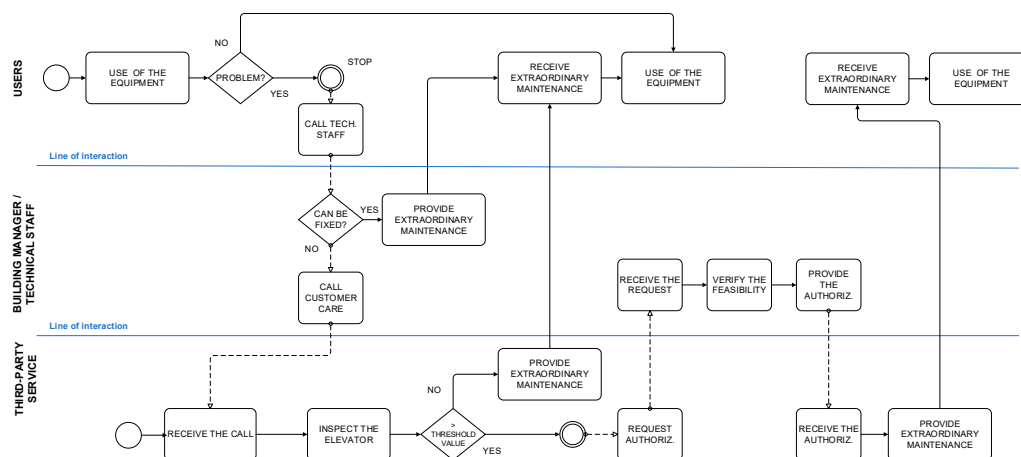 NO
STOP
USERS
USE OF THE
EQUIPMENT
PROBLEM?
YES
RECEIVE
EXTRAORDINARY
MAINTENANCE
USE OF THE
EQUIPMENT
RECEIVE
EXTRAORDINARY
MAINTENANCE
USE OF THE
EQUIPMENT
CALL TECH.
STAFF
Line of interaction
BUILDING MANAGER /
TECHNICAL STAFF
CAN BE
FIXED?
YES
PROVIDE
EXTRAORDINARY
MAINTENANCE
NO
CALL
CUSTOMER
CARE
RECEIVE THE
REQUEST
VERIFY THE
FEASIBILITY
PROVIDE
THE
AUTHORIZ.
Line of interaction
THIRD-PARTY
SERVICE
PROVIDE
EXTRAORDINARY
MAINTENANCE
NO
RECEIVE THE CALL
INSPECT THE
ELEVATOR
>
THRESHOLD
VALUE
YES
REQUEST
AUTHORIZ.
RECEIVE THE
AUTHORIZ.
PROVIDE
EXTRAORDINARY
MAINTENANCE